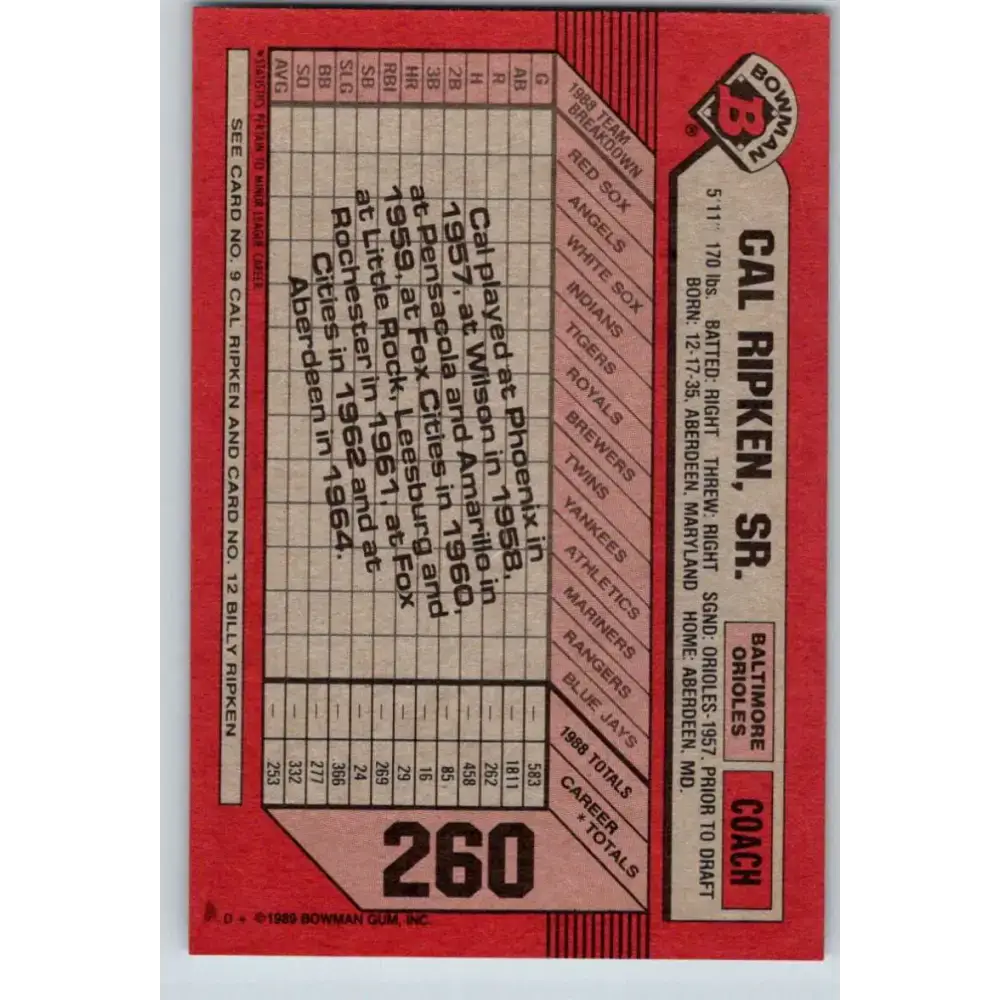 BOWMAN
B
®
CAL RIPKEN, SR.
BALTIMORE
ORIOLES
COACH
5'11" 170 lbs. BATTED: RIGHT THREW: RIGHT SGND: ORIOLES-1957. PRIOR TO DRAFT
BORN: 12-17-35, ABERDEEN, MARYLAND HOME: ABERDEEN, MD.
1988 TEAM
BREAKDOWN
RED SOX
ANGELS
WHITE SOX
INDIANS
TIGERS
ROYALS
BREWERS
TWINS
YANKEES
ATHLETICS
MARINERS
RANGERS
BLUE JAYS
1988 TOTALS
CAREER
* TOTALS
G — 583
AB — 1811
R — 262
H — 458
2B — 85
3B — 16
HR — 29
RBI — 269
SB — 24
SLG — .366
BB — 277
SO — 332
AVG — .253
Cal played at Phoenix in
1957, at Wilson in 1958,
at Pensacola and Amarillo in
1959, at Fox Cities in 1960,
at Little Rock, Leesburg and
Rochester in 1961, at Fox
Cities in 1962 and at
Aberdeen in 1964.
*STATISTICS PERTAIN TO MINOR LEAGUE CAREER
SEE CARD NO. 9 CAL RIPKEN AND CARD NO. 12 BILLY RIPKEN
260
D * ©1989 BOWMAN GUM, INC.